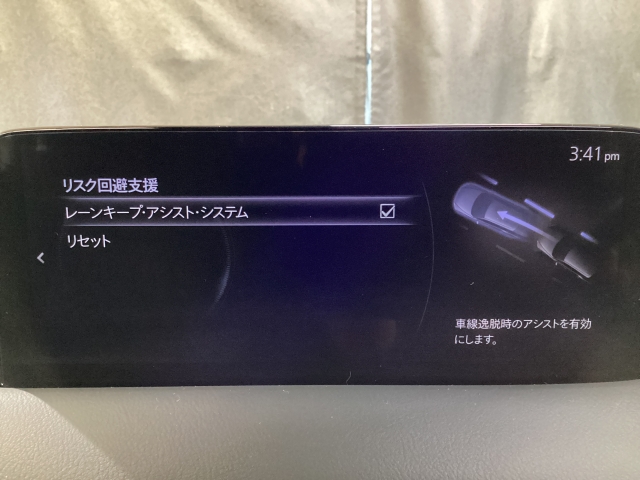 3:41 pm
リスク回避支援
レーンキープ・アシスト・システム
リセット
車線逸脱時のアシストを有効
にします。